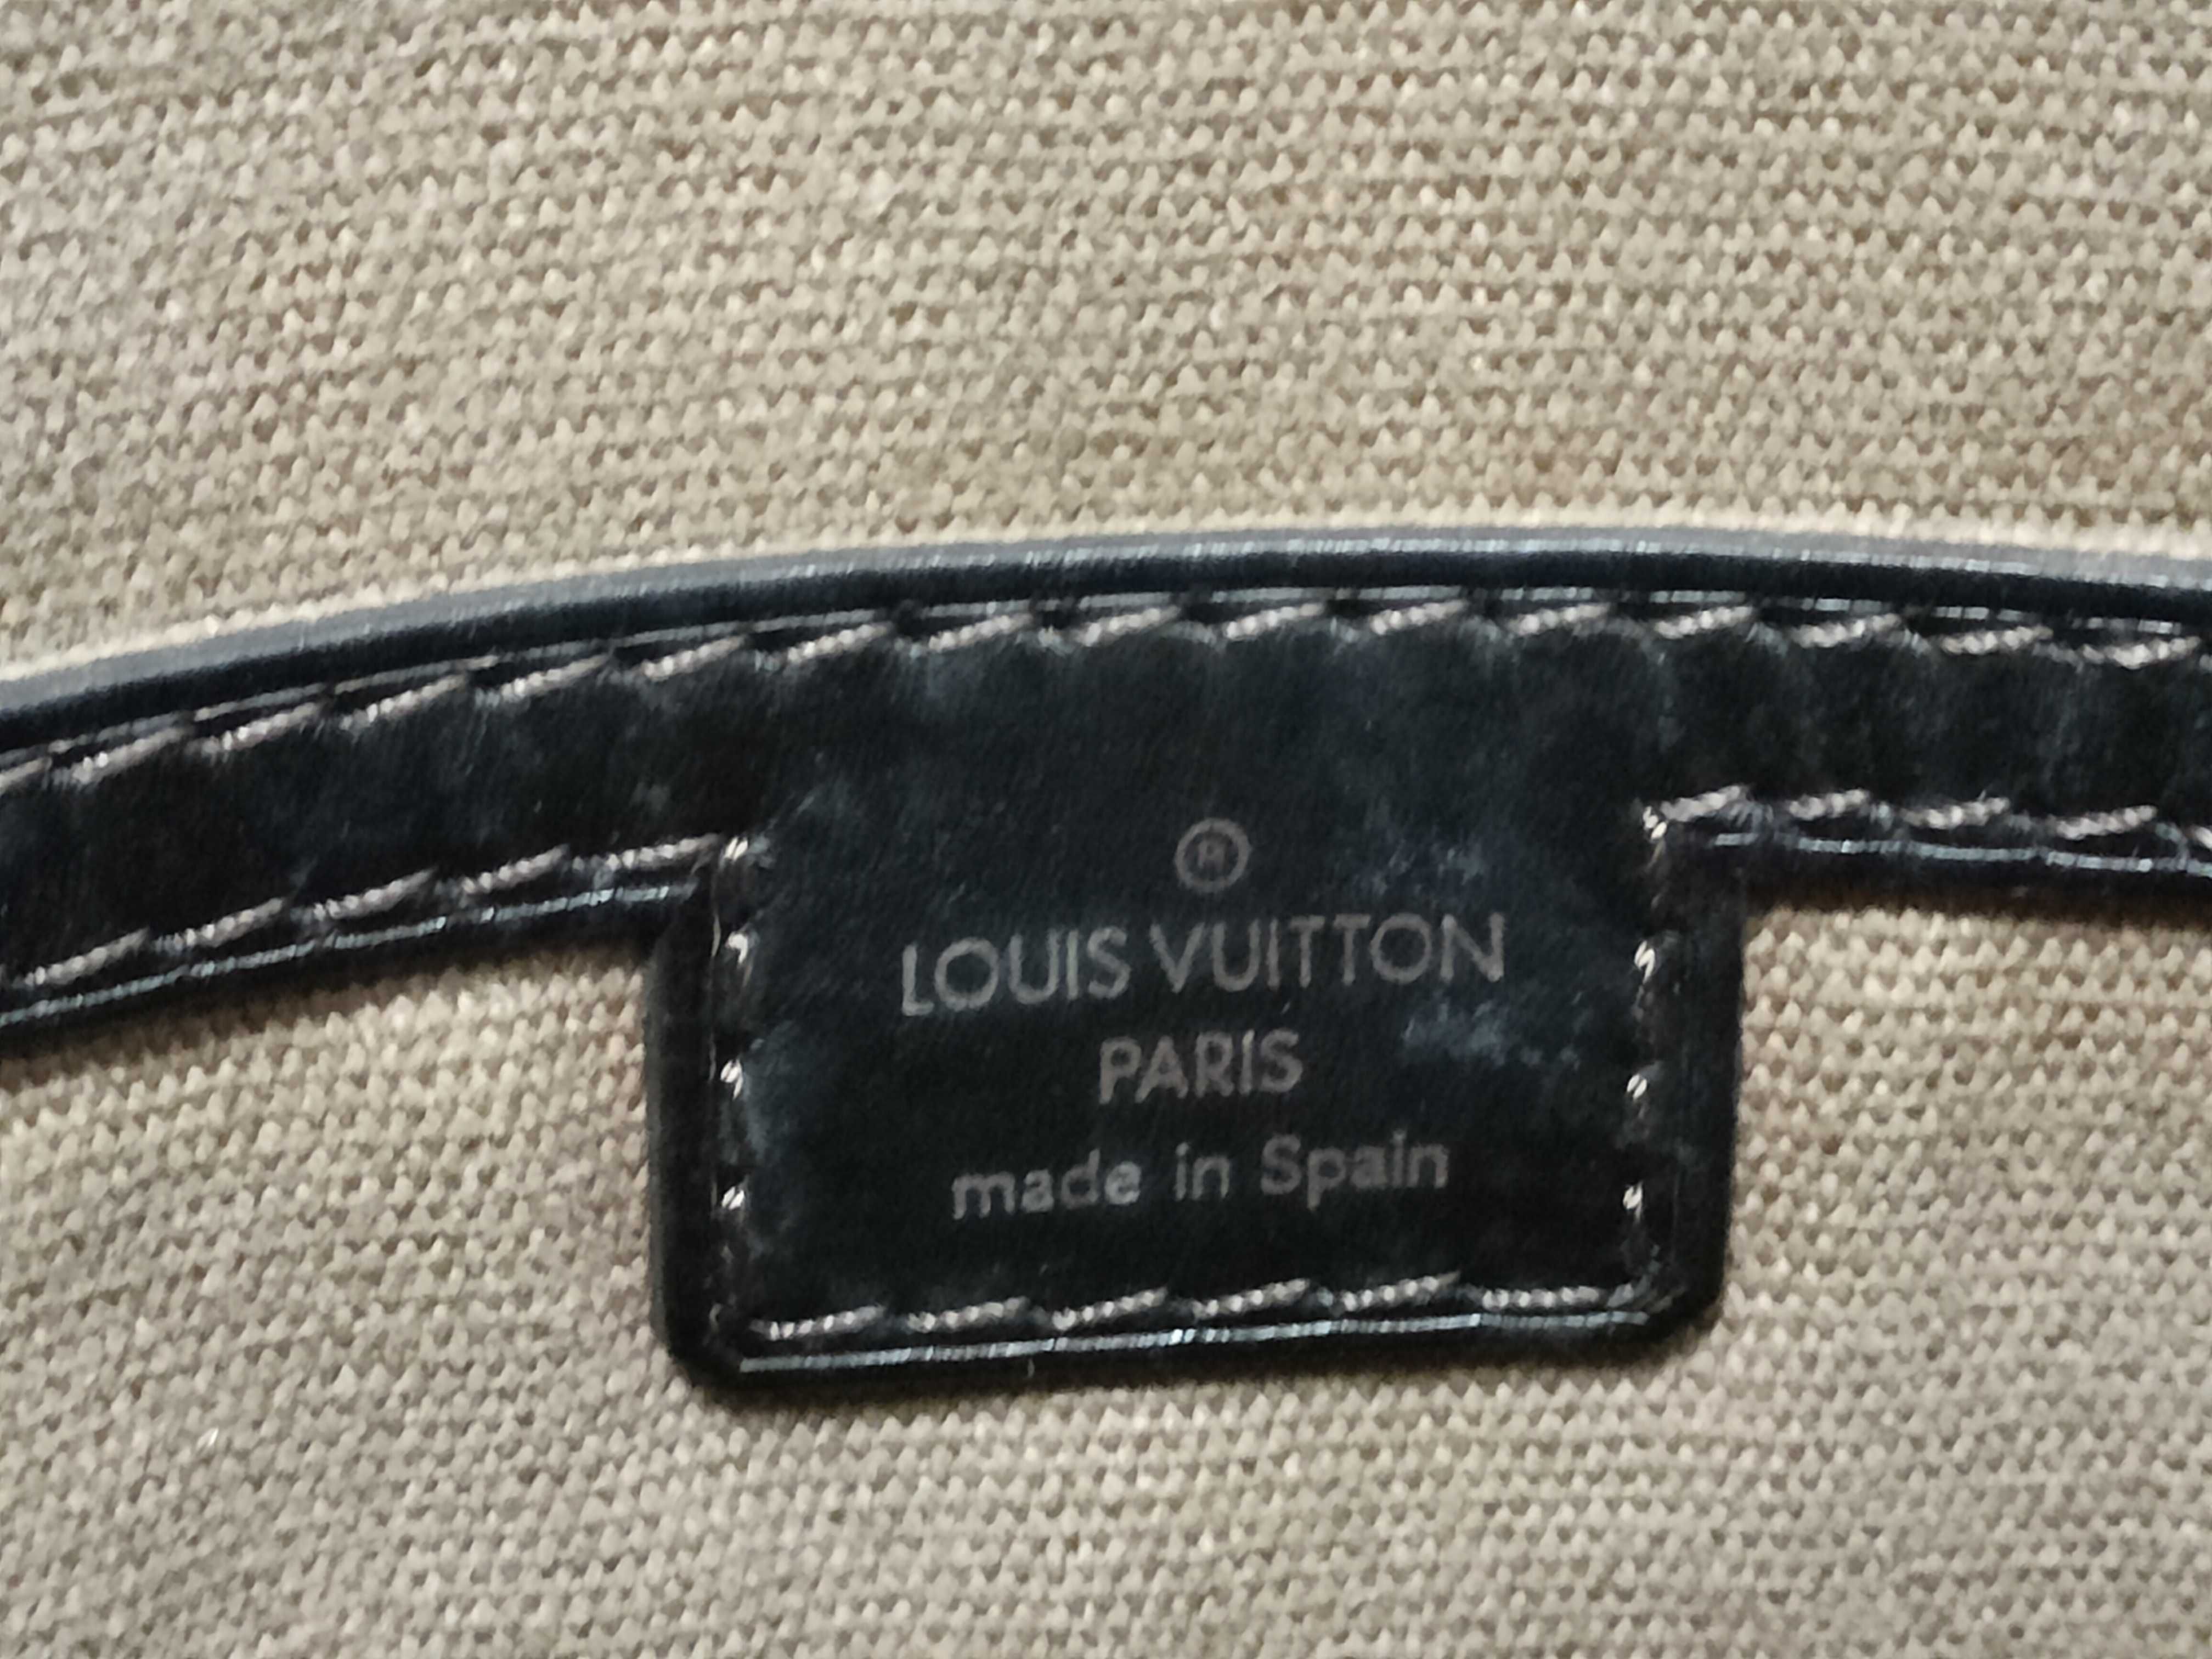 ®
LOUIS VUITTON
PARIS
made in Spain